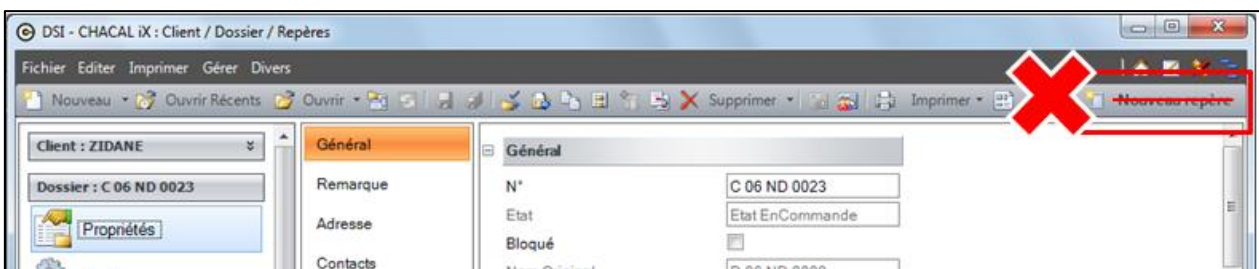 DSI - CHACAL iX : Client / Dossier / Repères
Fichier Editer Imprimer Gérer Divers
Nouveau Ouvrir Récents Ouvrir Supprimer Imprimer Nouveau repère
Client : ZIDANE
Dossier : C 06 ND 0023
Propriétés
Général
Remarque
Adresse
Contacts
Général
N° C 06 ND 0023
Etat Etat EnCommande
Bloqué